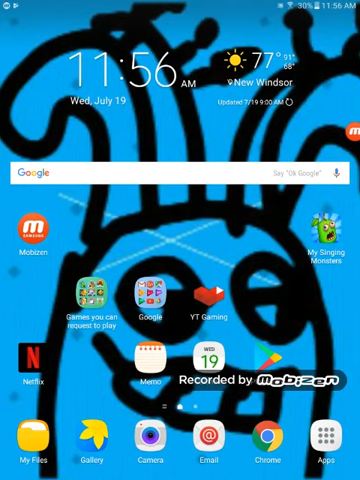 30% 11:56 AM
11:56 AM
77° 91°
68°
New Windsor
Wed, July 19
Updated 7/19 9:00 AM
Google Say "Ok Google"
Mobizen
My Singing
Monsters
Games you can
request to play
Google
YT Gaming
WED
19
Netflix
Memo
Recorded by mobizen
My Files
Gallery
Camera
Email
Chrome
Apps